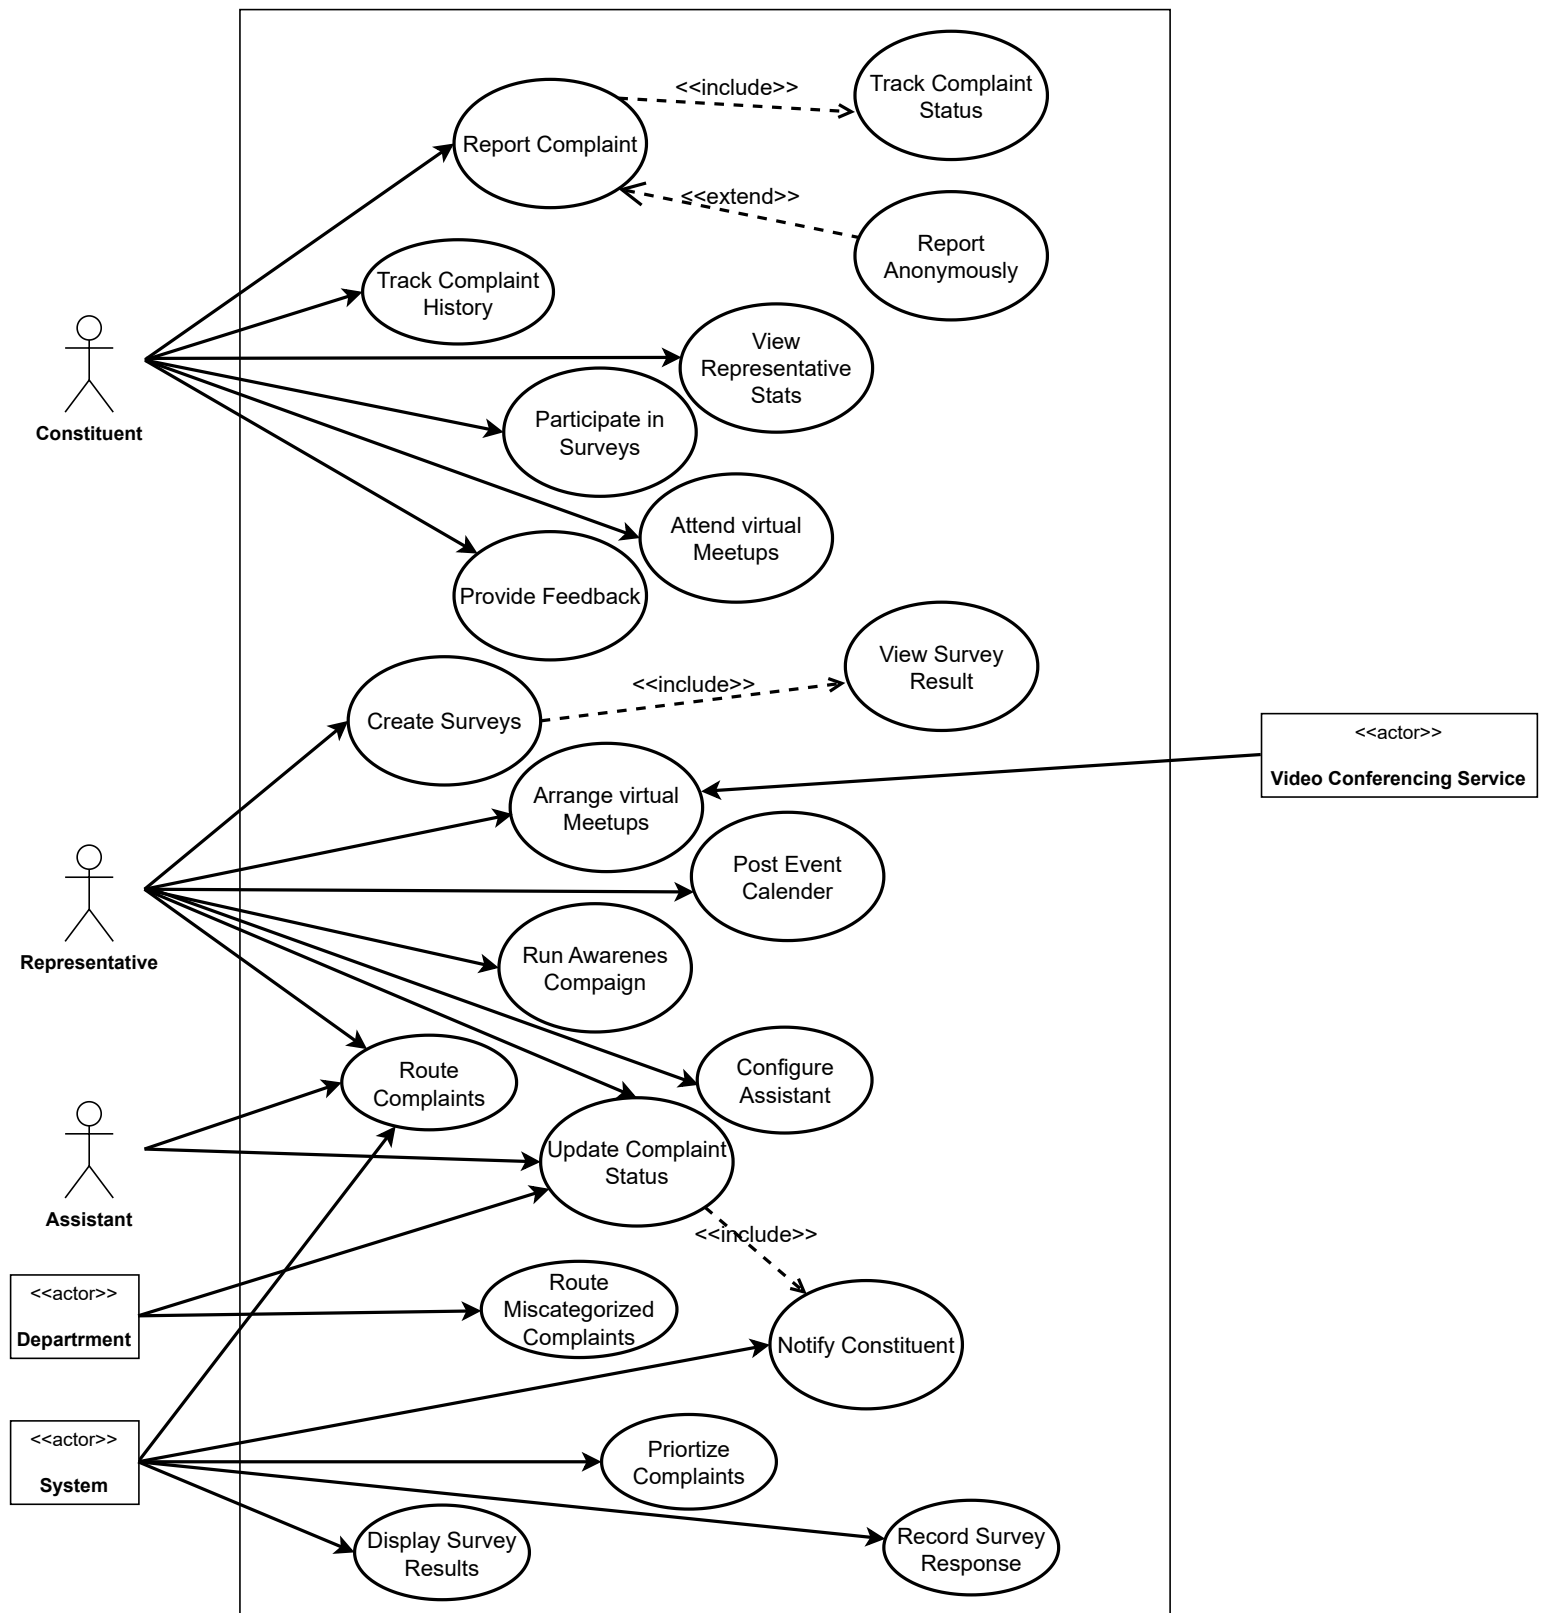 <<include>>
Track Complaint
Status
Report Complaint
<<extend>>
Report
Anonymously
Track Complaint
History
View
Representative
Stats
Constituent
Participate in
Surveys
Attend virtual
Meetups
Provide Feedback
View Survey
Result
<<include>>
Create Surveys
<<actor>>
Video Conferencing Service
Arrange virtual
Meetups
Post Event
Calender
Representative
Run Awarenes
Compaign
Route
Complaints
Configure
Assistant
Update Complaint
Status
Assistant
<<include>>
<<actor>>
Departrment
Route
Miscategorized
Complaints
Notify Constituent
<<actor>>
System
Priortize
Complaints
Display Survey
Results
Record Survey
Response